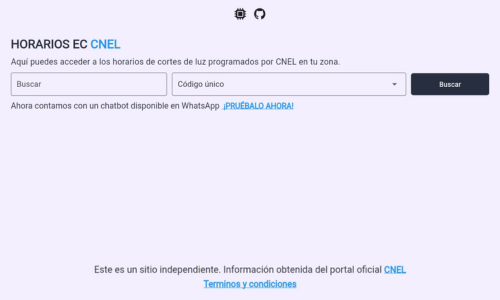 HORARIOS EC CNEL
Aquí puedes acceder a los horarios de cortes de luz programados por CNEL en tu zona.
Buscar
Código único
Buscar
Ahora contamos con un chatbot disponible en WhatsApp ¡PRUÉBALO AHORA!
Este es un sitio independiente. Información obtenida del portal oficial CNEL
Terminos y condiciones